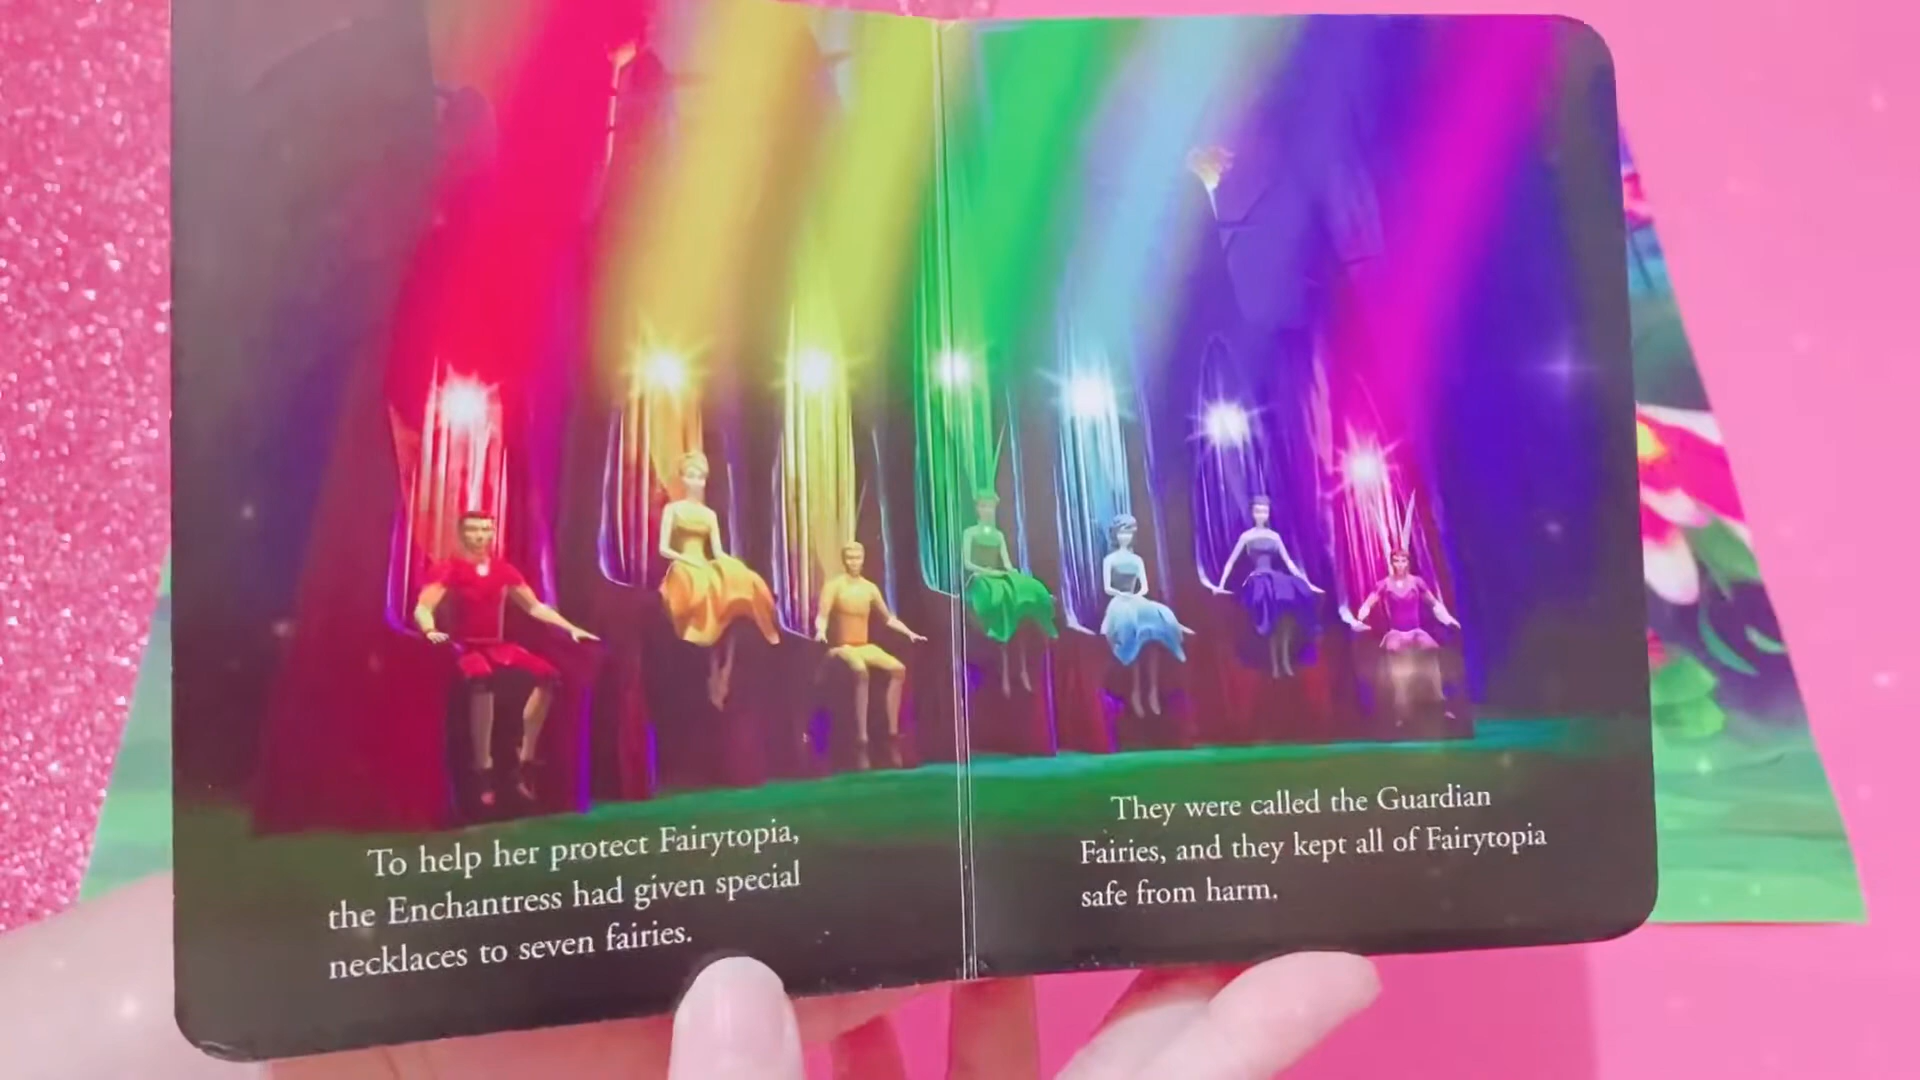 To help her protect Fairytopia,
the Enchantress had given special
necklaces to seven fairies.
They were called the Guardian
Fairies, and they kept all of Fairytopia
safe from harm.